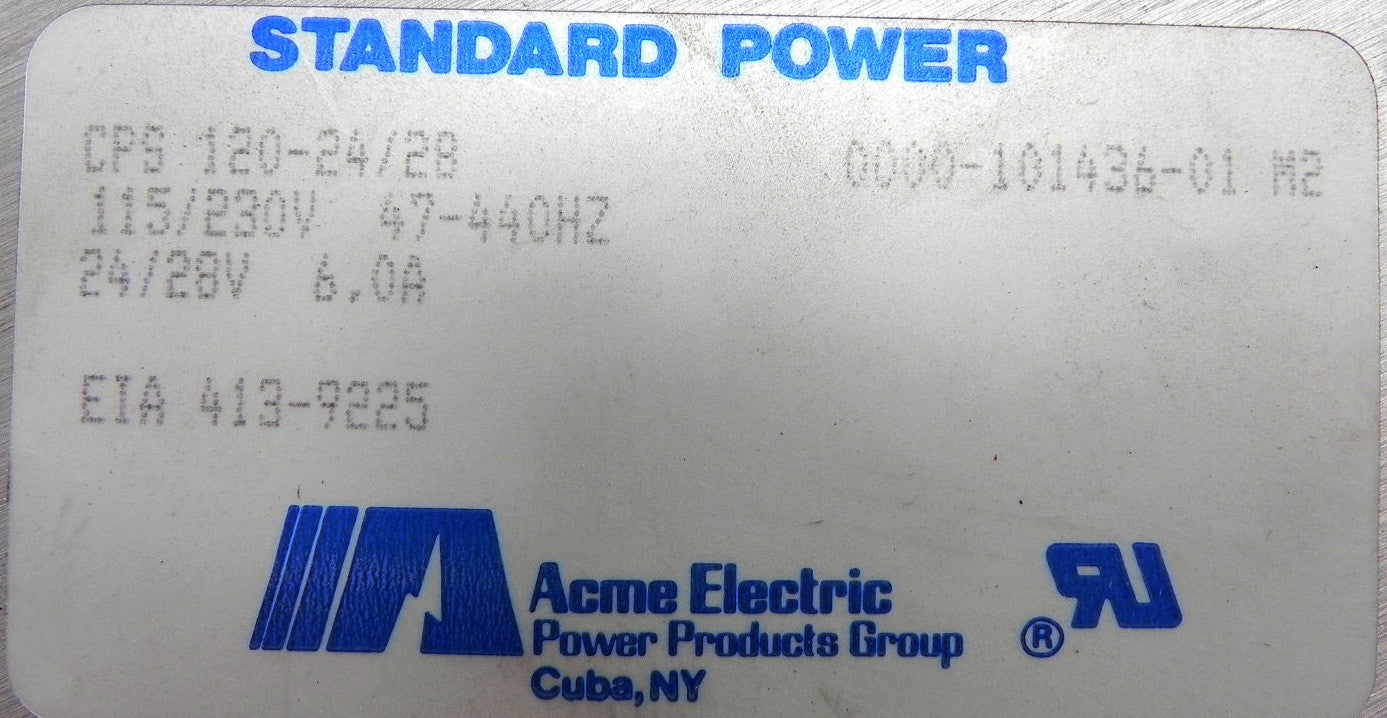 STANDARD POWER
CPS 120-24/28 0000-101436-01 M2
115/230V 47-440HZ
24/28V 6.0A
EIA 413-9225
Acme Electric
Power Products Group
Cuba, NY
® RU